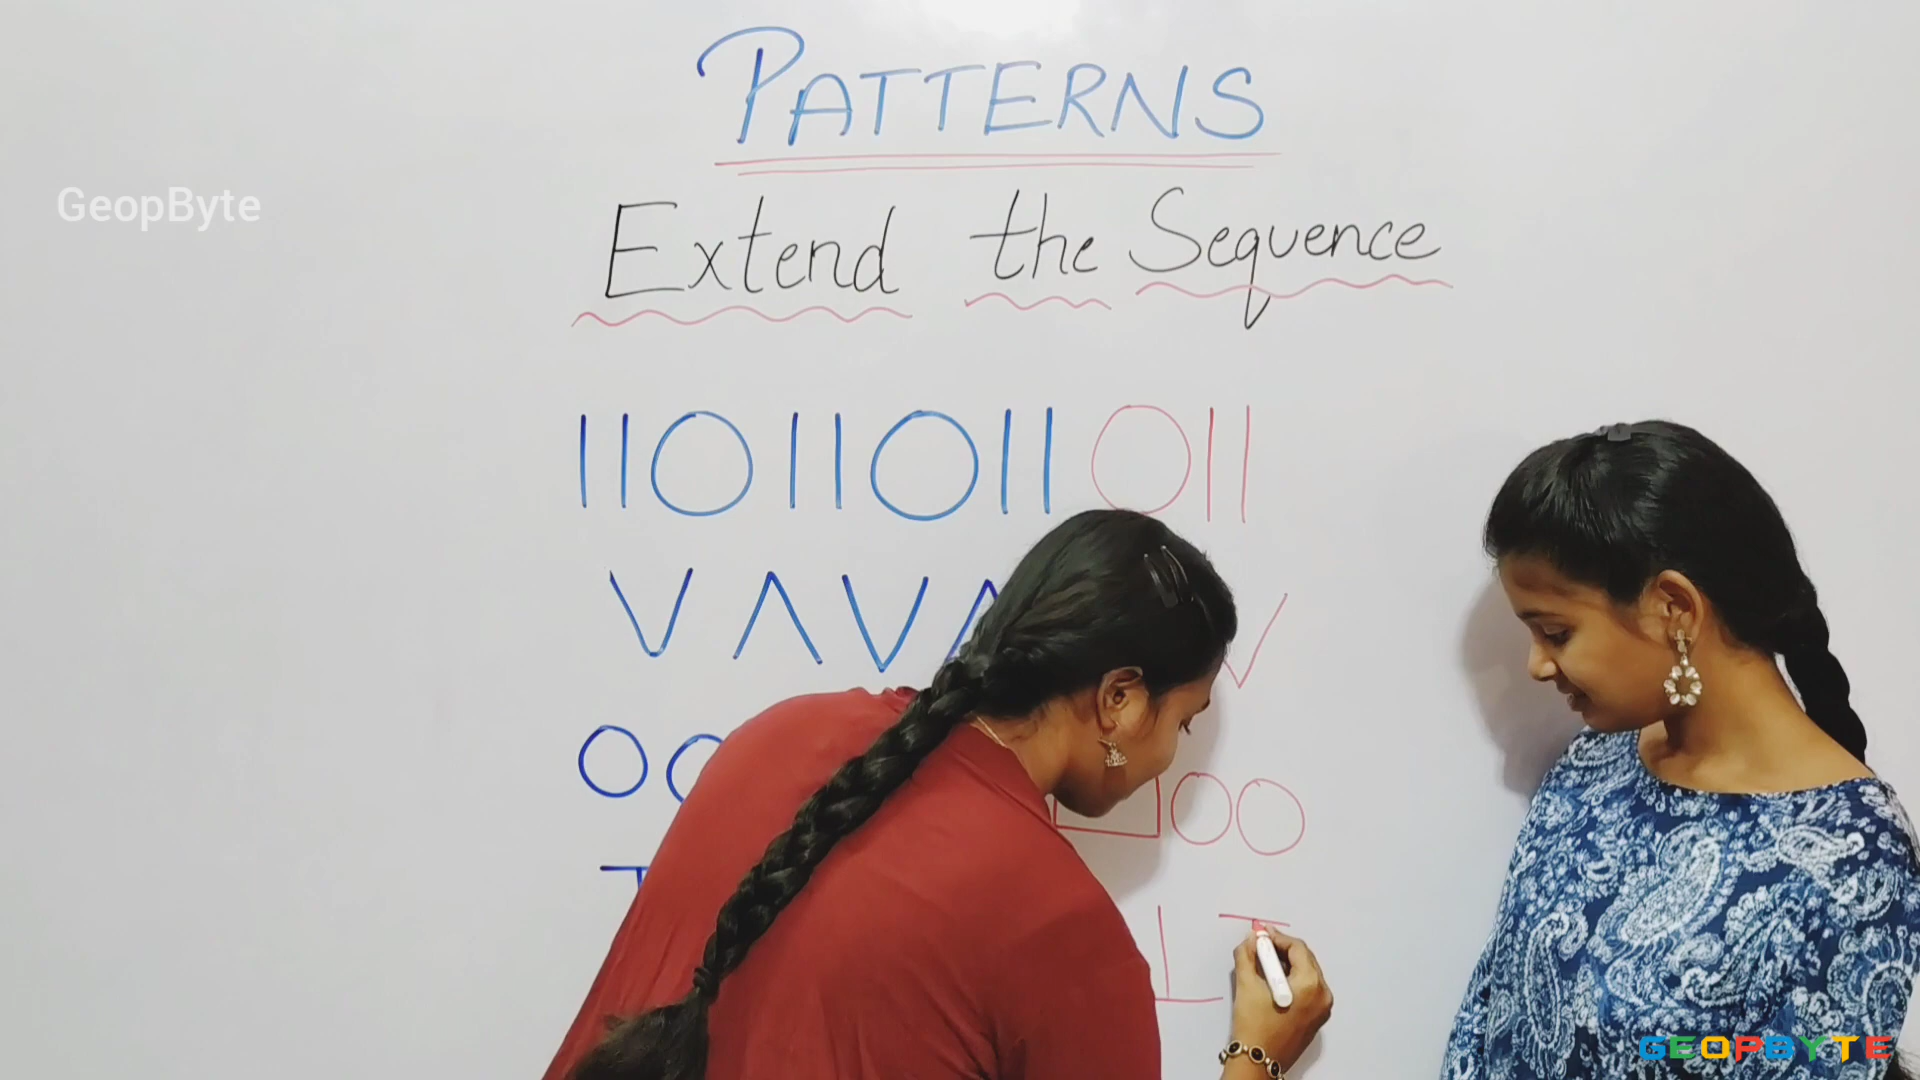 PATTERNS
GeopByte
Extend the Sequence
||O||O||O||
V Λ V Λ V
O O O O
T ⊥ T
GEOPBYTE